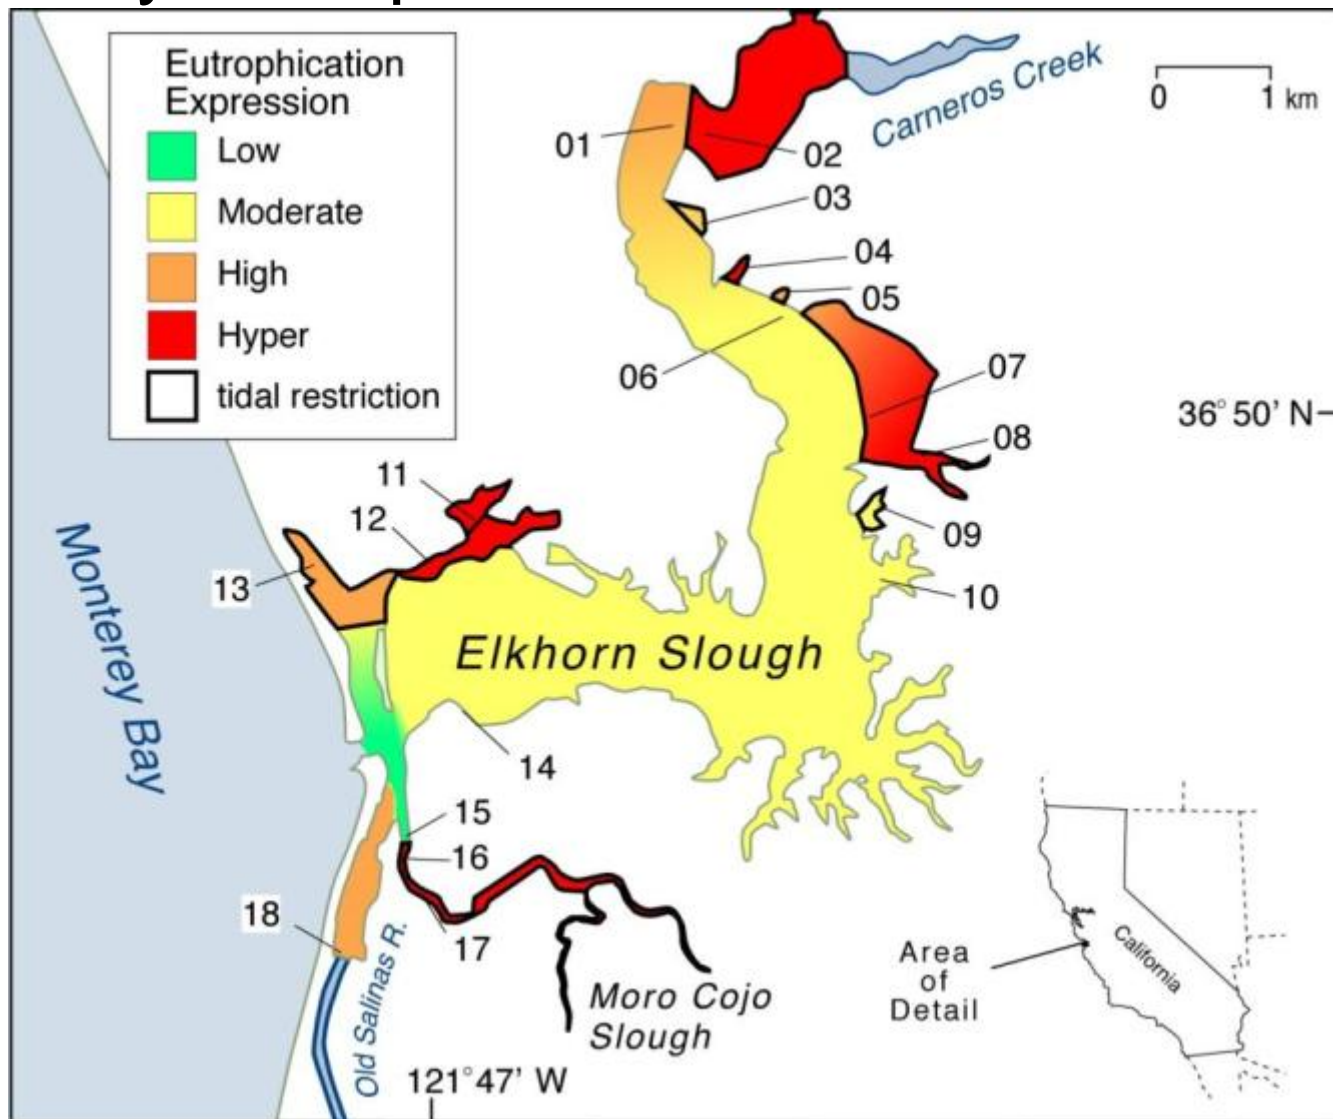 Eutrophication
Expression
Low
Moderate
High
Hyper
tidal restriction
Carneros Creek
0 1 km
01
02
03
04
05
06
07
36° 50' N
08
11
12
09
13
10
Monterey Bay
Elkhorn Slough
14
15
16
18
17
Old Salinas R.
Moro Cojo
Slough
Area
of
Detail
California
121°47' W